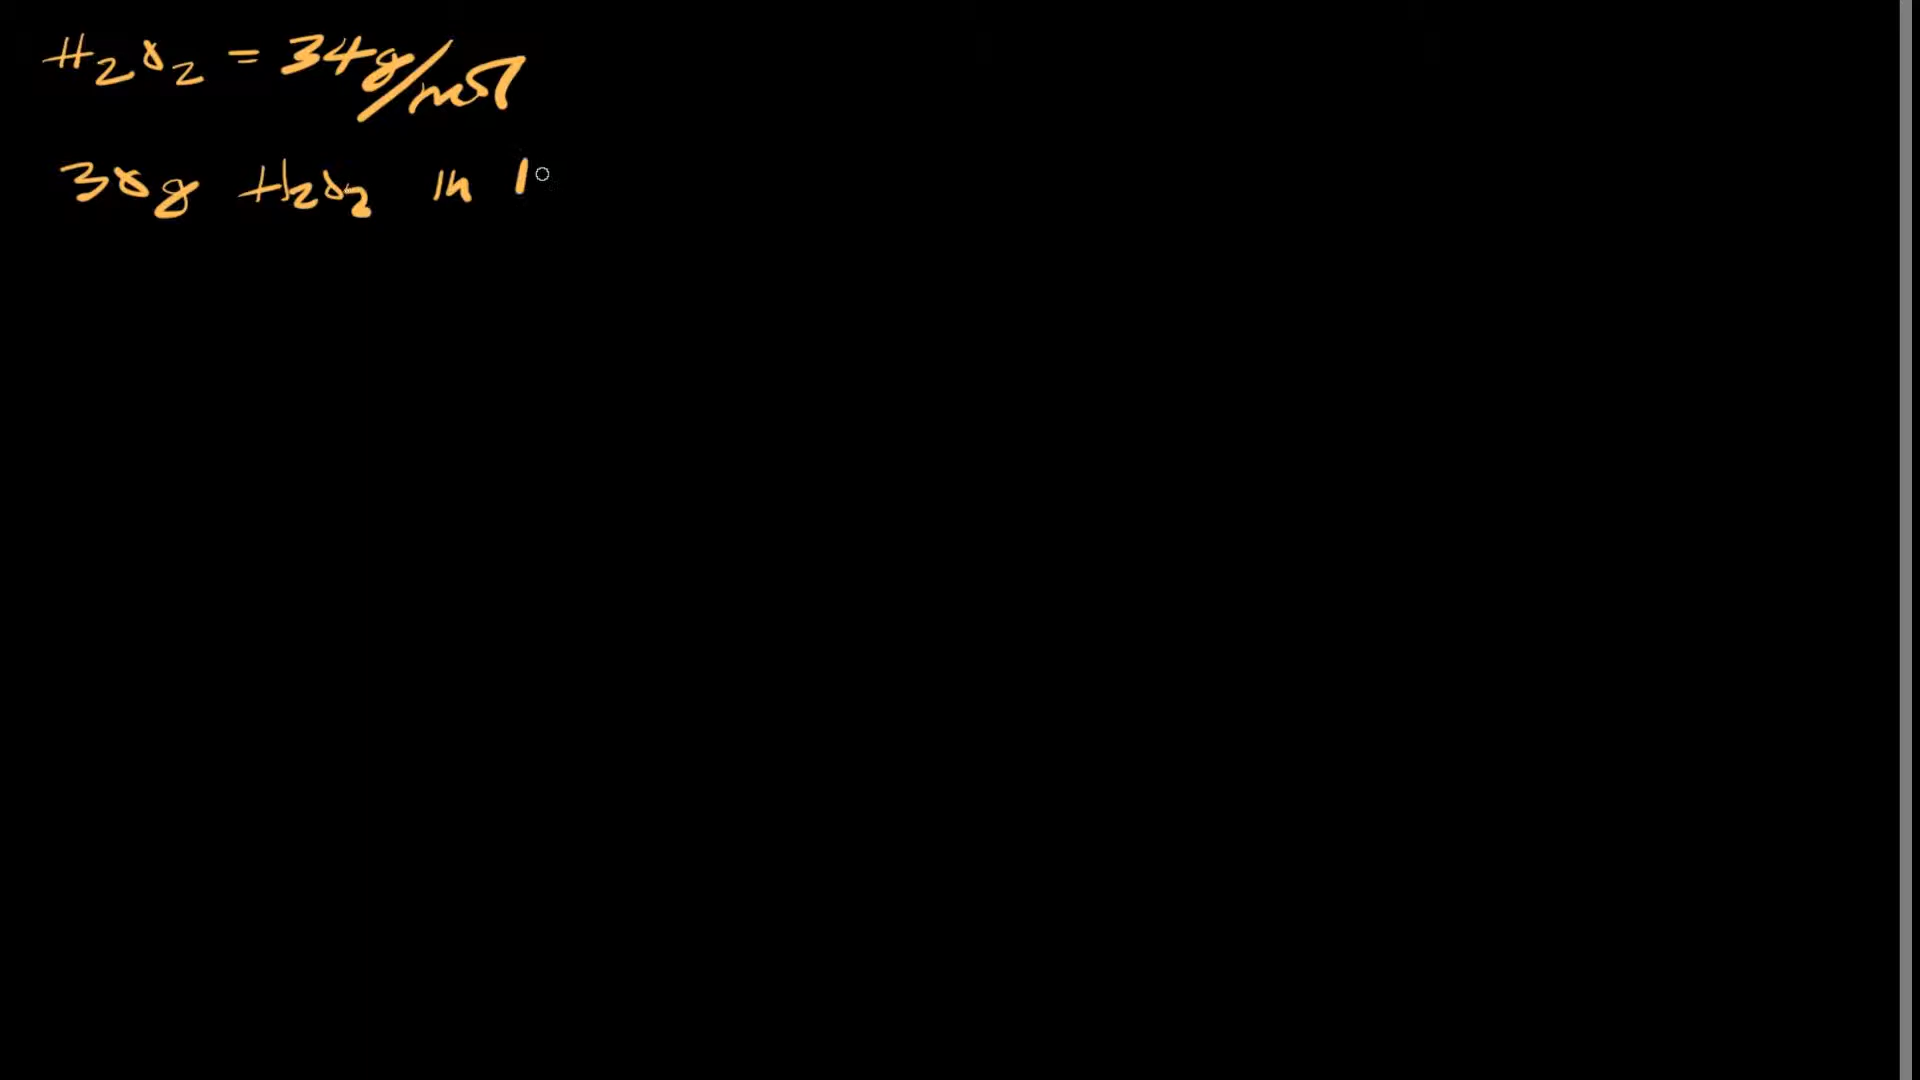 H₂O₂ = 34g/mol
30g H₂O₂ in 1